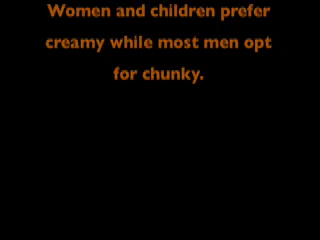 Women and children prefer
creamy while most men opt
for chunky.